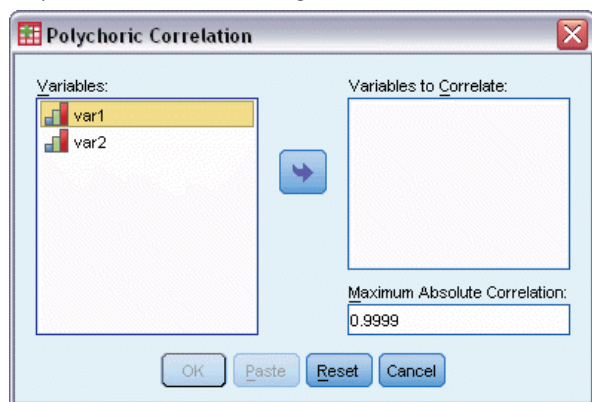 Polychoric Correlation
Variables:
var1
var2
Variables to Correlate:
Maximum Absolute Correlation:
0.9999
OK
Paste
Reset
Cancel